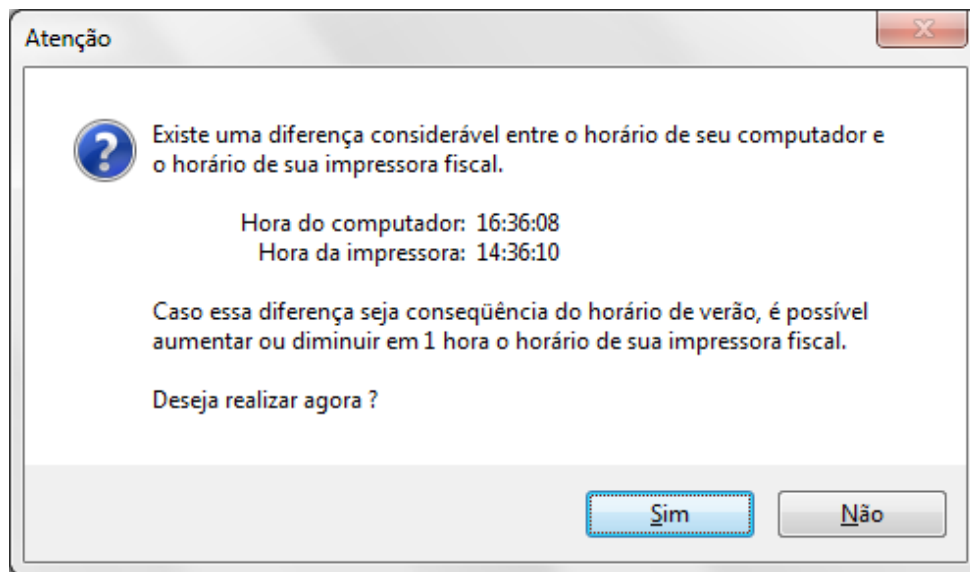 Atenção
Existe uma diferença considerável entre o horário de seu computador e
o horário de sua impressora fiscal.
Hora do computador: 16:36:08
Hora da impressora: 14:36:10
Caso essa diferença seja conseqüência do horário de verão, é possível
aumentar ou diminuir em 1 hora o horário de sua impressora fiscal.
Deseja realizar agora ?
Sim Não